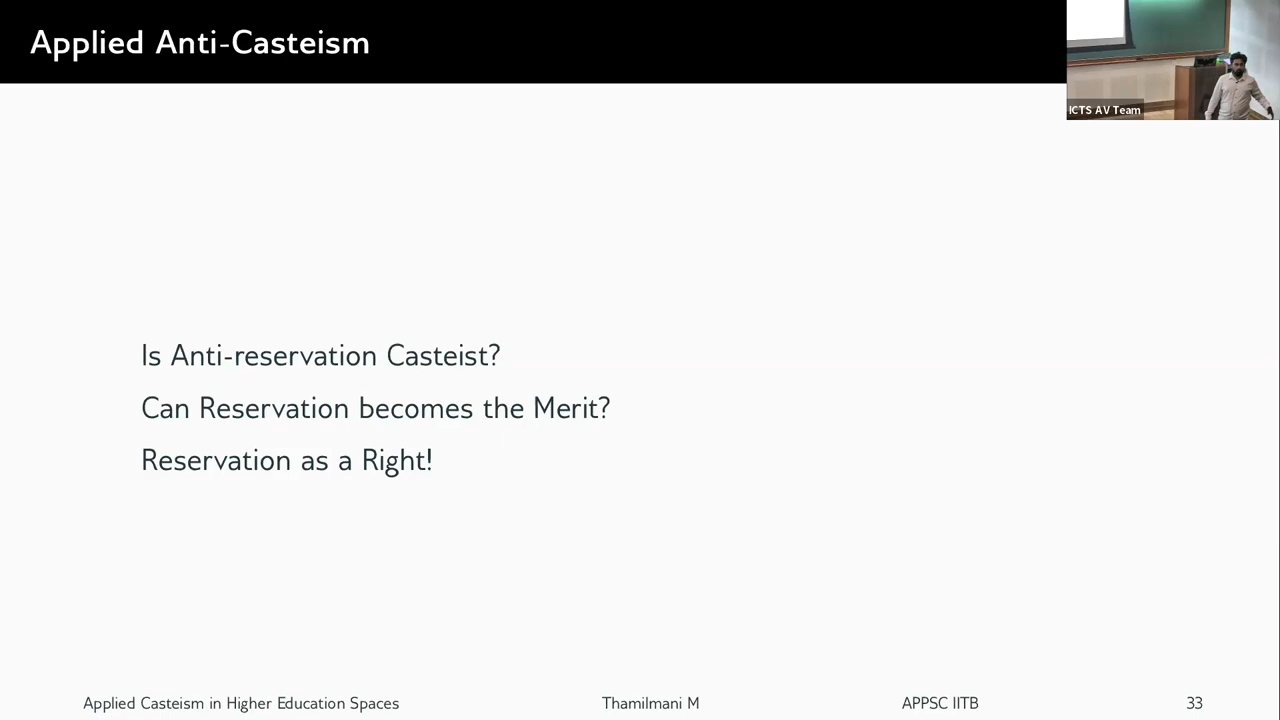 Applied Anti-Casteism
ICTS AV Team
Is Anti-reservation Casteist?
Can Reservation becomes the Merit?
Reservation as a Right!
Applied Casteism in Higher Education Spaces Thamilmani M APPSC IITB 33